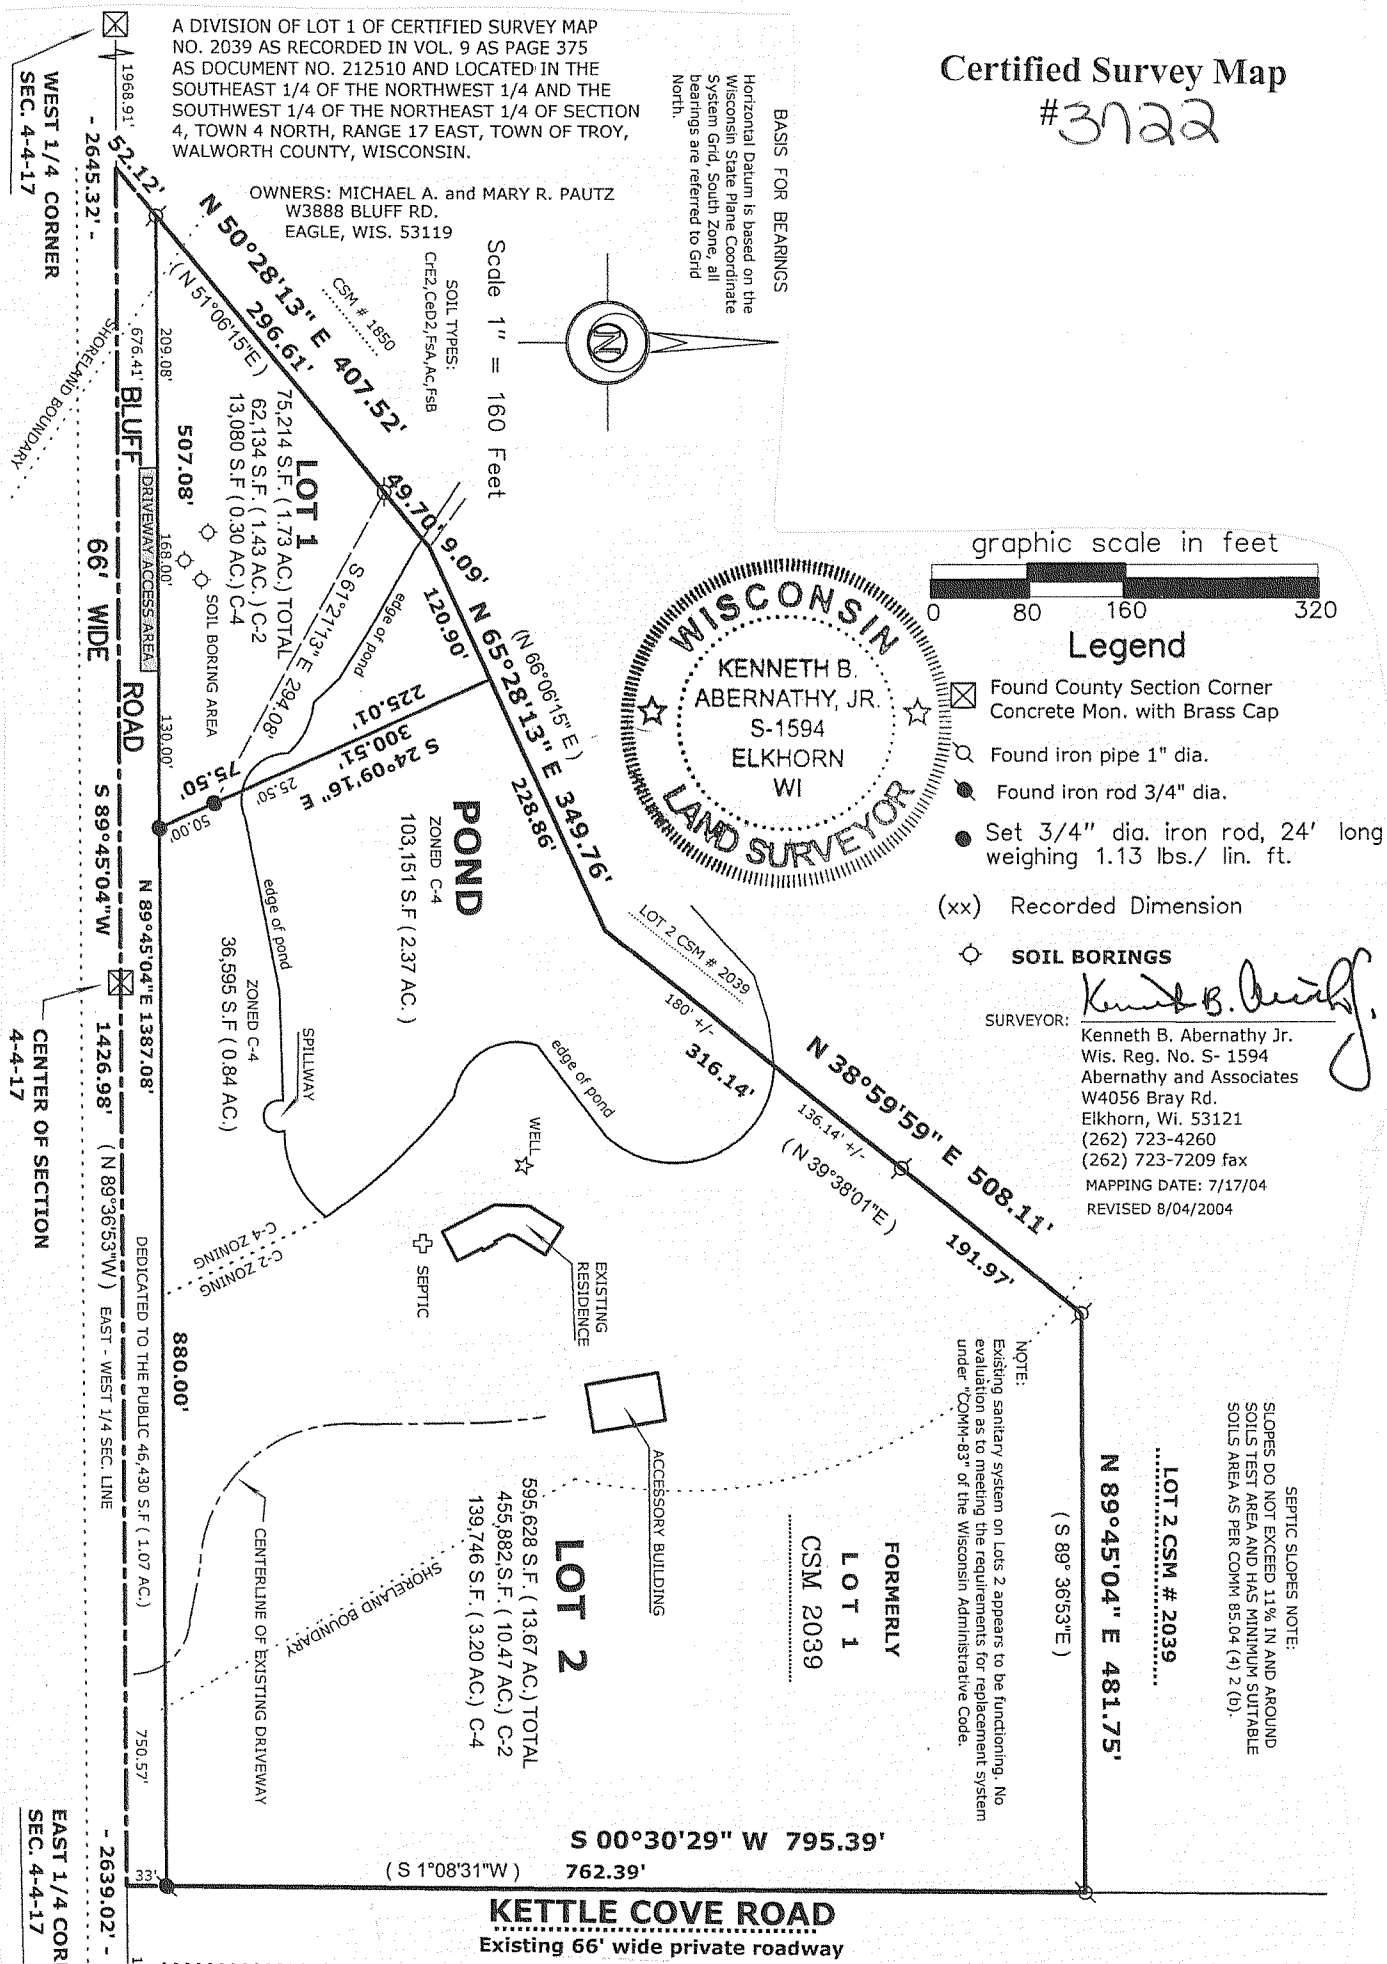 Certified Survey Map
#3722
A DIVISION OF LOT 1 OF CERTIFIED SURVEY MAP
NO. 2039 AS RECORDED IN VOL. 9 AS PAGE 375
AS DOCUMENT NO. 212510 AND LOCATED IN THE
SOUTHEAST 1/4 OF THE NORTHWEST 1/4 AND THE
SOUTHWEST 1/4 OF THE NORTHEAST 1/4 OF SECTION
4, TOWN 4 NORTH, RANGE 17 EAST, TOWN OF TROY,
WALWORTH COUNTY, WISCONSIN.
OWNERS: MICHAEL A. and MARY R. PAUTZ
W3888 BLUFF RD.
EAGLE, WIS. 53119
BASIS FOR BEARINGS
Horizontal Datum is based on the
Wisconsin State Plane Coordinate
System Grid, South Zone, all
bearings are referred to Grid
North.
Scale 1" = 160 Feet
SOIL TYPES:
CrE2,CeD2,FsA,Ac,FsB
N
graphic scale in feet
0 80 160 320
Legend
Found County Section Corner
Concrete Mon. with Brass Cap
Found iron pipe 1" dia.
Found iron rod 3/4" dia.
Set 3/4" dia. iron rod, 24' long
weighing 1.13 lbs./ lin. ft.
(xx) Recorded Dimension
SOIL BORINGS
WISCONSIN
KENNETH B.
ABERNATHY, JR.
S-1594
ELKHORN
WI
LAND SURVEYOR
SURVEYOR:
Kenneth B. Abernathy Jr.
Wis. Reg. No. S- 1594
Abernathy and Associates
W4056 Bray Rd.
Elkhorn, Wi. 53121
(262) 723-4260
(262) 723-7209 fax
MAPPING DATE: 7/17/04
REVISED 8/04/2004
WEST 1/4 CORNER
SEC. 4-4-17
1968.91'
- 2645.32' -
52.12'
N 50°28'13" E 407.52'
296.61'
( N 51°06'15"E )
CSM # 1850
49.70'
9.09'
SHORELAND BOUNDARY
676.41'
209.08'
507.08'
168.00'
130.00'
BLUFF ROAD
66' WIDE
DRIVEWAY ACCESS AREA
SOIL BORING AREA
LOT 1
75,214 S.F. ( 1.73 AC.) TOTAL
62,134 S.F. ( 1.43 AC. ) C-2
13,080 S.F ( 0.30 AC.) C-4
S 61°21'13" E 294.08'
edge of pond
120.90'
N 65°28'13" E 349.76'
(N 66°06'15" E )
228.86'
225.01'
300.51'
S 24°09'16" E
75.50'
25.50'
50.00'
POND
ZONED C-4
103,151 S.F ( 2.37 AC. )
edge of pond
ZONED C-4
36,595 S.F ( 0.84 AC.)
SPILLWAY
edge of pond
LOT 2 CSM # 2039
180' +/-
316.14'
N 38°59'59" E 508.11'
136.14' +/-
( N 39°38'01"E )
191.97'
WELL
SEPTIC
EXISTING
RESIDENCE
ACCESSORY BUILDING
C-4 ZONING
C-2 ZONING
S 89°45'04"W
N 89°45'04"E 1387.08'
CENTER OF SECTION
4-4-17
1426.98' ( N 89°36'53"W ) EAST - WEST 1/4 SEC. LINE
DEDICATED TO THE PUBLIC 46,430 S.F ( 1.07 AC.)
880.00'
750.57'
CENTERLINE OF EXISTING DRIVEWAY
SHORELAND BOUNDARY
LOT 2
595,628 S.F. ( 13.67 AC.) TOTAL
455,882,S.F. ( 10.47 AC.) C-2
139,746 S.F. ( 3.20 AC.) C-4
FORMERLY
LOT 1
CSM 2039
NOTE:
Existing sanitary system on Lots 2 appears to be functioning. No
evaluation as to meeting the requirements for replacement system
under "COMM-83" of the Wisconsin Administrative Code.
( S 89° 36'53"E )
N 89°45'04" E 481.75'
LOT 2 CSM # 2039
SEPTIC SLOPES NOTE:
SLOPES DO NOT EXCEED 11% IN AND AROUND
SOILS TEST AREA AND HAS MINIMUM SUITABLE
SOILS AREA AS PER COMM 85.04 (4) 2 (b).
S 00°30'29" W 795.39'
( S 1°08'31"W ) 762.39'
33'
KETTLE COVE ROAD
Existing 66' wide private roadway
- 2639.02' -
EAST 1/4 COR
SEC. 4-4-17